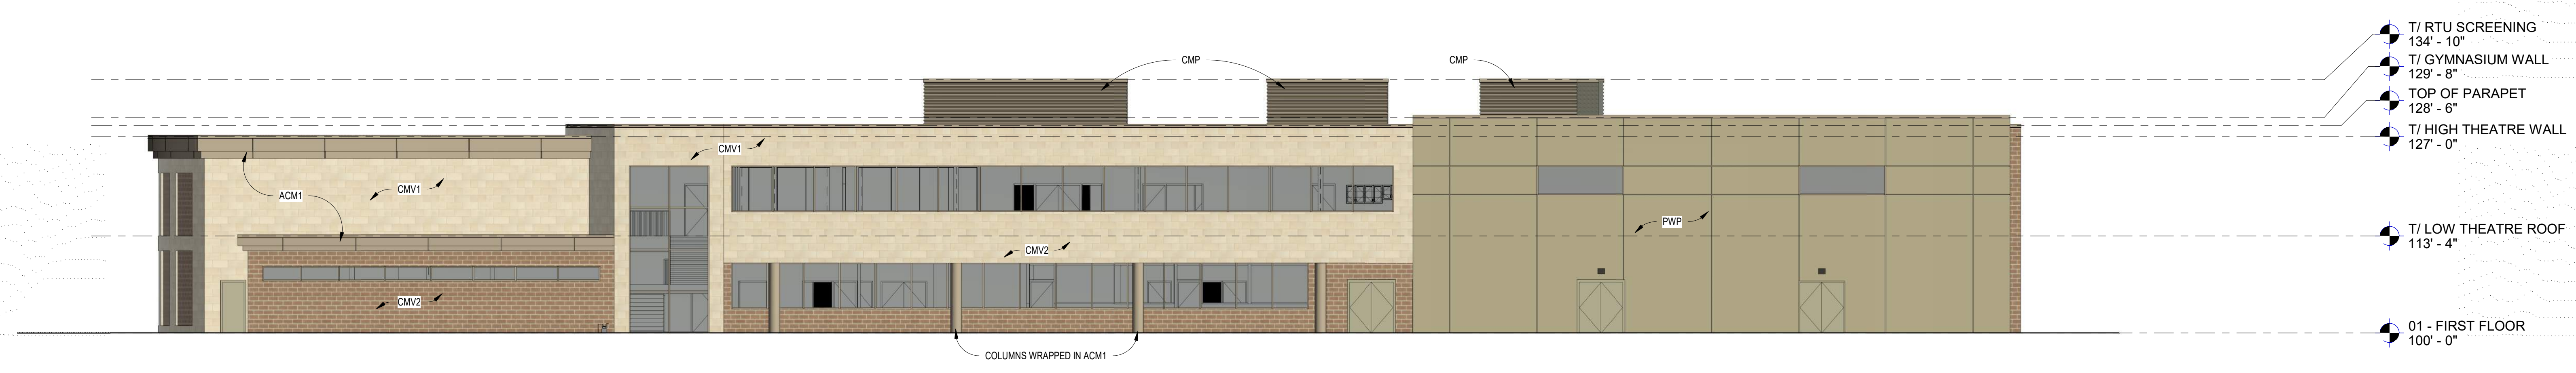 T/ RTU SCREENING
134' - 10"
T/ GYMNASIUM WALL
129' - 8"
TOP OF PARAPET
128' - 6"
T/ HIGH THEATRE WALL
127' - 0"
T/ LOW THEATRE ROOF
113' - 4"
01 - FIRST FLOOR
100' - 0"
CMP
CMP
CMV1
CMV1
ACM1
PWP
CMV2
CMV2
COLUMNS WRAPPED IN ACM1